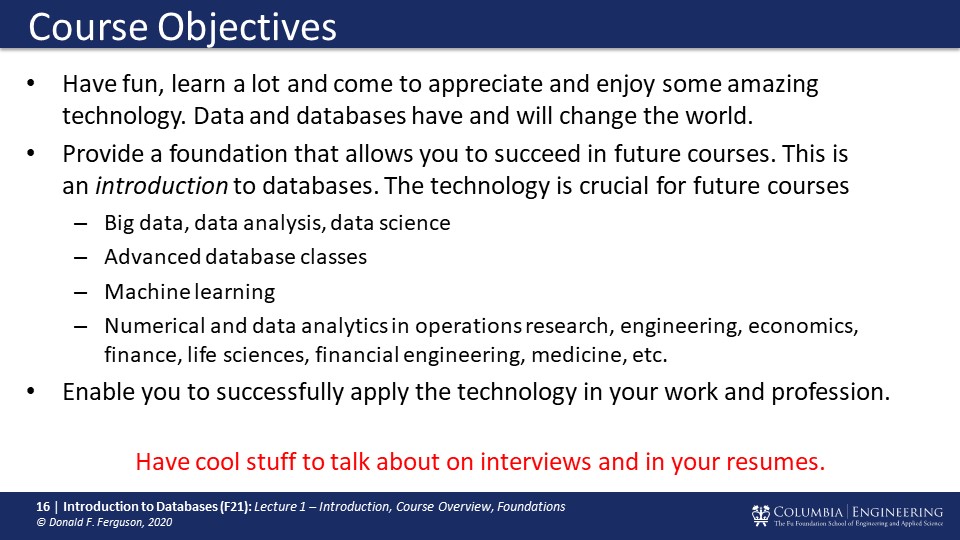 Course Objectives
• Have fun, learn a lot and come to appreciate and enjoy some amazing
technology. Data and databases have and will change the world.
• Provide a foundation that allows you to succeed in future courses. This is
an introduction to databases. The technology is crucial for future courses
– Big data, data analysis, data science
– Advanced database classes
– Machine learning
– Numerical and data analytics in operations research, engineering, economics,
finance, life sciences, financial engineering, medicine, etc.
• Enable you to successfully apply the technology in your work and profession.
Have cool stuff to talk about on interviews and in your resumes.
16 | Introduction to Databases (F21): Lecture 1 – Introduction, Course Overview, Foundations
© Donald F. Ferguson, 2020
COLUMBIA | ENGINEERING
The Fu Foundation School of Engineering and Applied Science